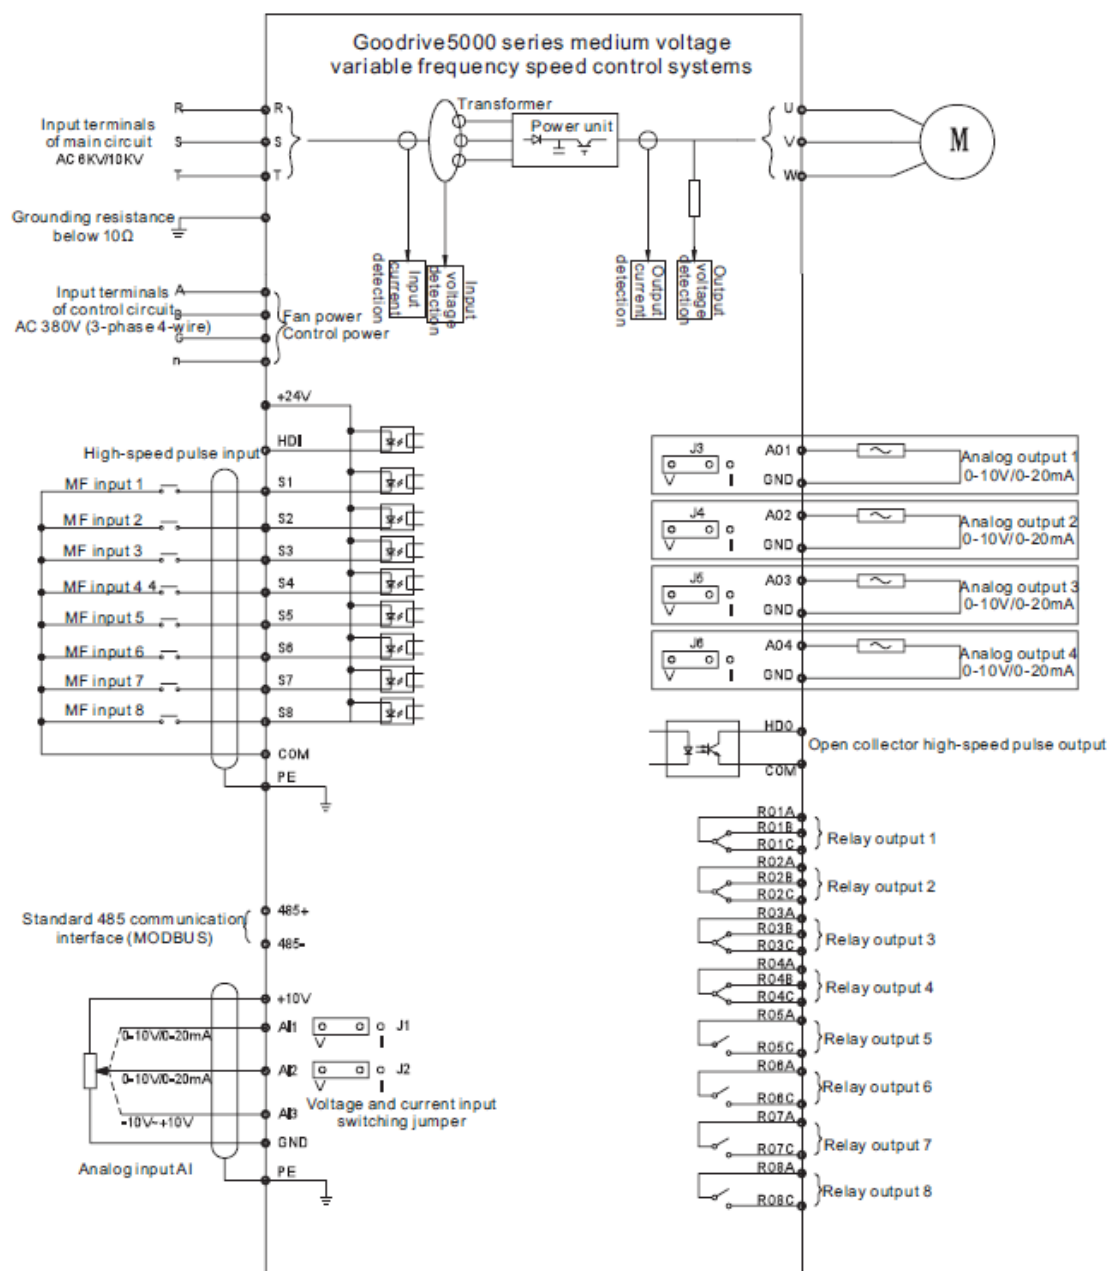 Goodrive5000 series medium voltage
variable frequency speed control systems
Input terminals
of main circuit
AC 6KV/10KV
R
S
T
R
S
T
Transformer
Power unit
U
V
W
M
Grounding resistance
below 10Ω
Input terminals
of control circuit
AC 380V (3-phase 4-wire)
A
B
G
n
Fan power
Control power
Input
current
detection
Input
voltage
detection
Output
current
detection
Output
voltage
detection
+24V
HDI
High-speed pulse input
MF input 1
S1
MF input 2
S2
MF input 3
S3
MF input 4 4
S4
MF input 5
S5
MF input 6
S6
MF input 7
S7
MF input 8
S8
COM
PE
Standard 485 communication
interface (MODBUS)
485+
485-
+10V
0-10V/0-20mA
AI1
J1
V
I
0-10V/0-20mA
AI2
J2
V
I
-10V~+10V
AI3
Voltage and current input
switching jumper
GND
Analog input AI
PE
J3
V
I
A01
GND
Analog output 1
0-10V/0-20mA
J4
V
I
A02
GND
Analog output 2
0-10V/0-20mA
J5
V
I
A03
GND
Analog output 3
0-10V/0-20mA
J6
V
I
A04
GND
Analog output 4
0-10V/0-20mA
HD0
COM
Open collector high-speed pulse output
R01A
R01B
R01C
Relay output 1
R02A
R02B
R02C
Relay output 2
R03A
R03B
R03C
Relay output 3
R04A
R04B
R04C
Relay output 4
R05A
R05C
Relay output 5
R06A
R06C
Relay output 6
R07A
R07C
Relay output 7
R08A
R08C
Relay output 8